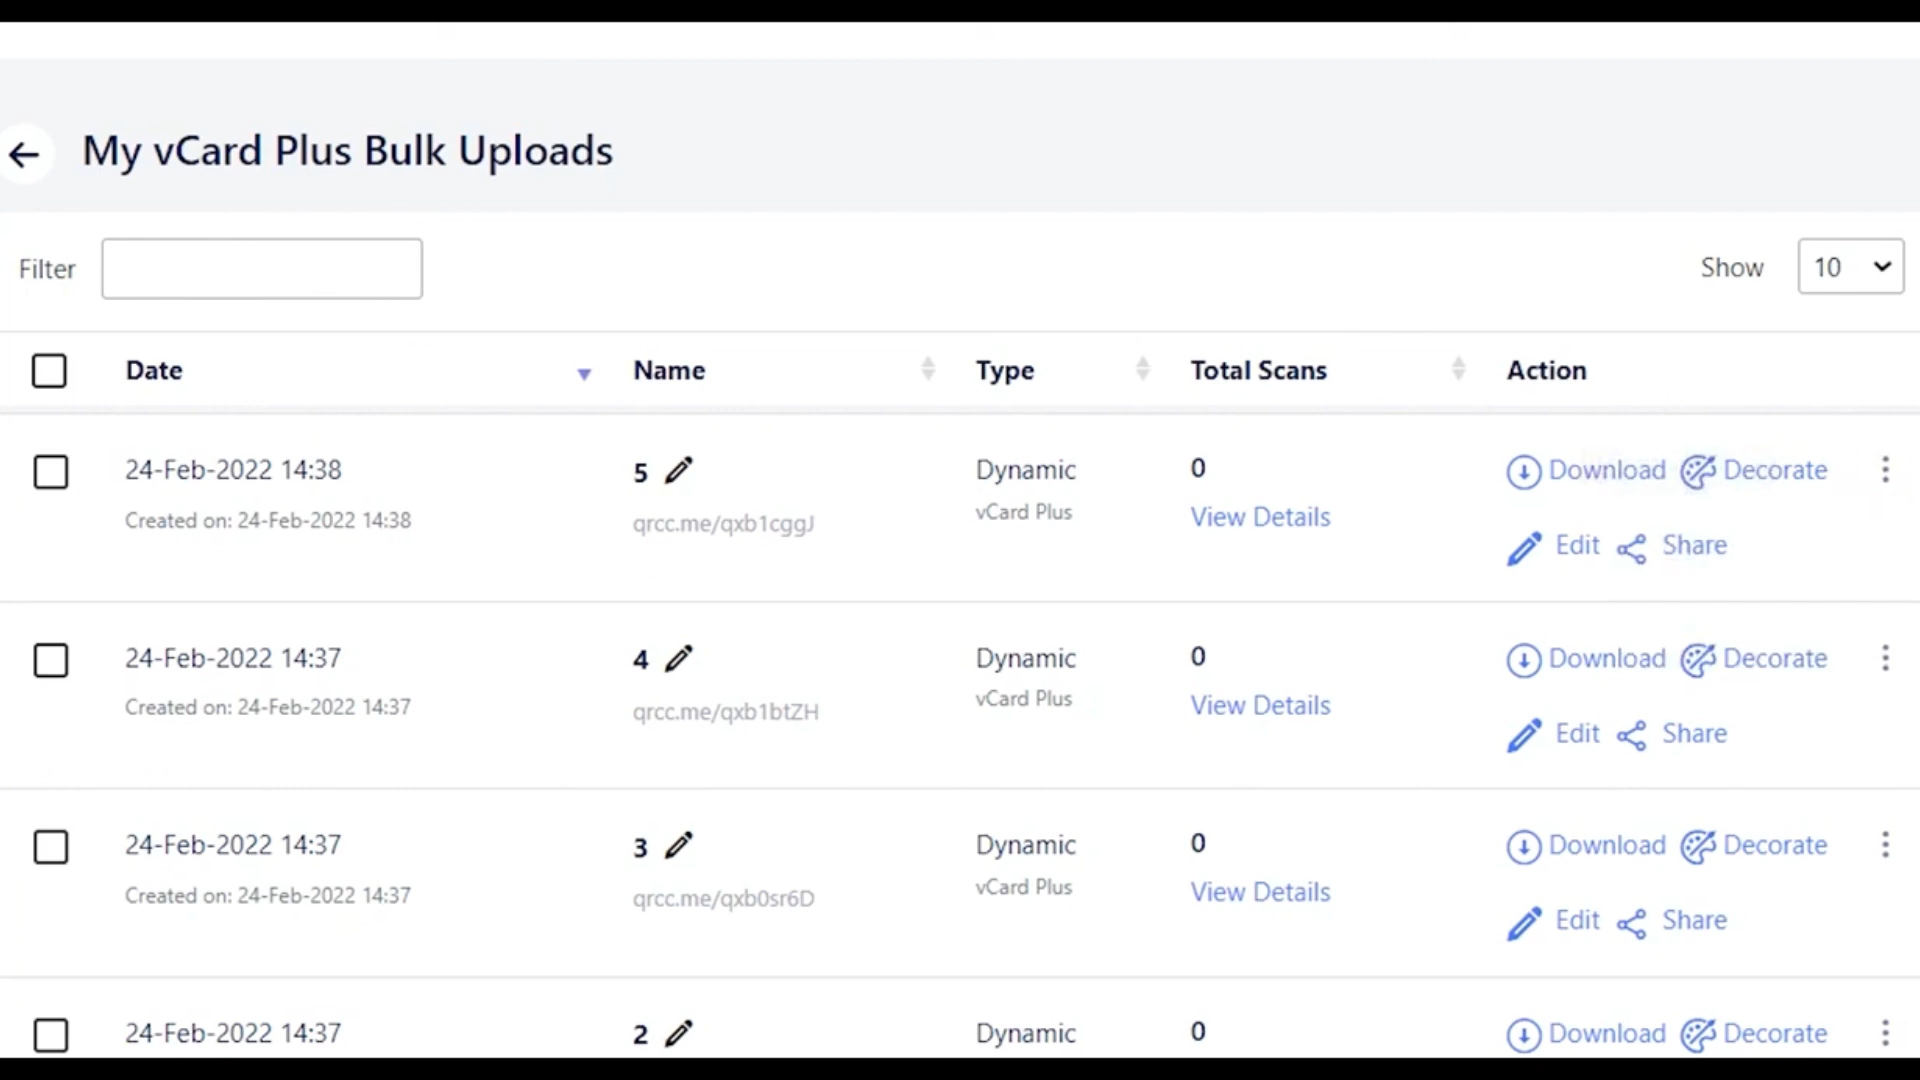 My vCard Plus Bulk Uploads
Filter
Show 10
Date Name Type Total Scans Action
24-Feb-2022 14:38 5 Dynamic 0 Download Decorate
Created on: 24-Feb-2022 14:38 qrcc.me/qxb1cggJ vCard Plus View Details
Edit Share
24-Feb-2022 14:37 4 Dynamic 0 Download Decorate
Created on: 24-Feb-2022 14:37 qrcc.me/qxb1btZH vCard Plus View Details
Edit Share
24-Feb-2022 14:37 3 Dynamic 0 Download Decorate
Created on: 24-Feb-2022 14:37 qrcc.me/qxb0sr6D vCard Plus View Details
Edit Share
24-Feb-2022 14:37 2 Dynamic 0 Download Decorate